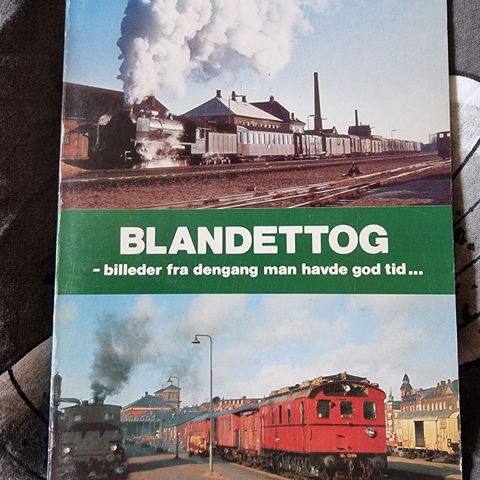 BLANDETTOG
- billeder fra dengang man havde god tid...